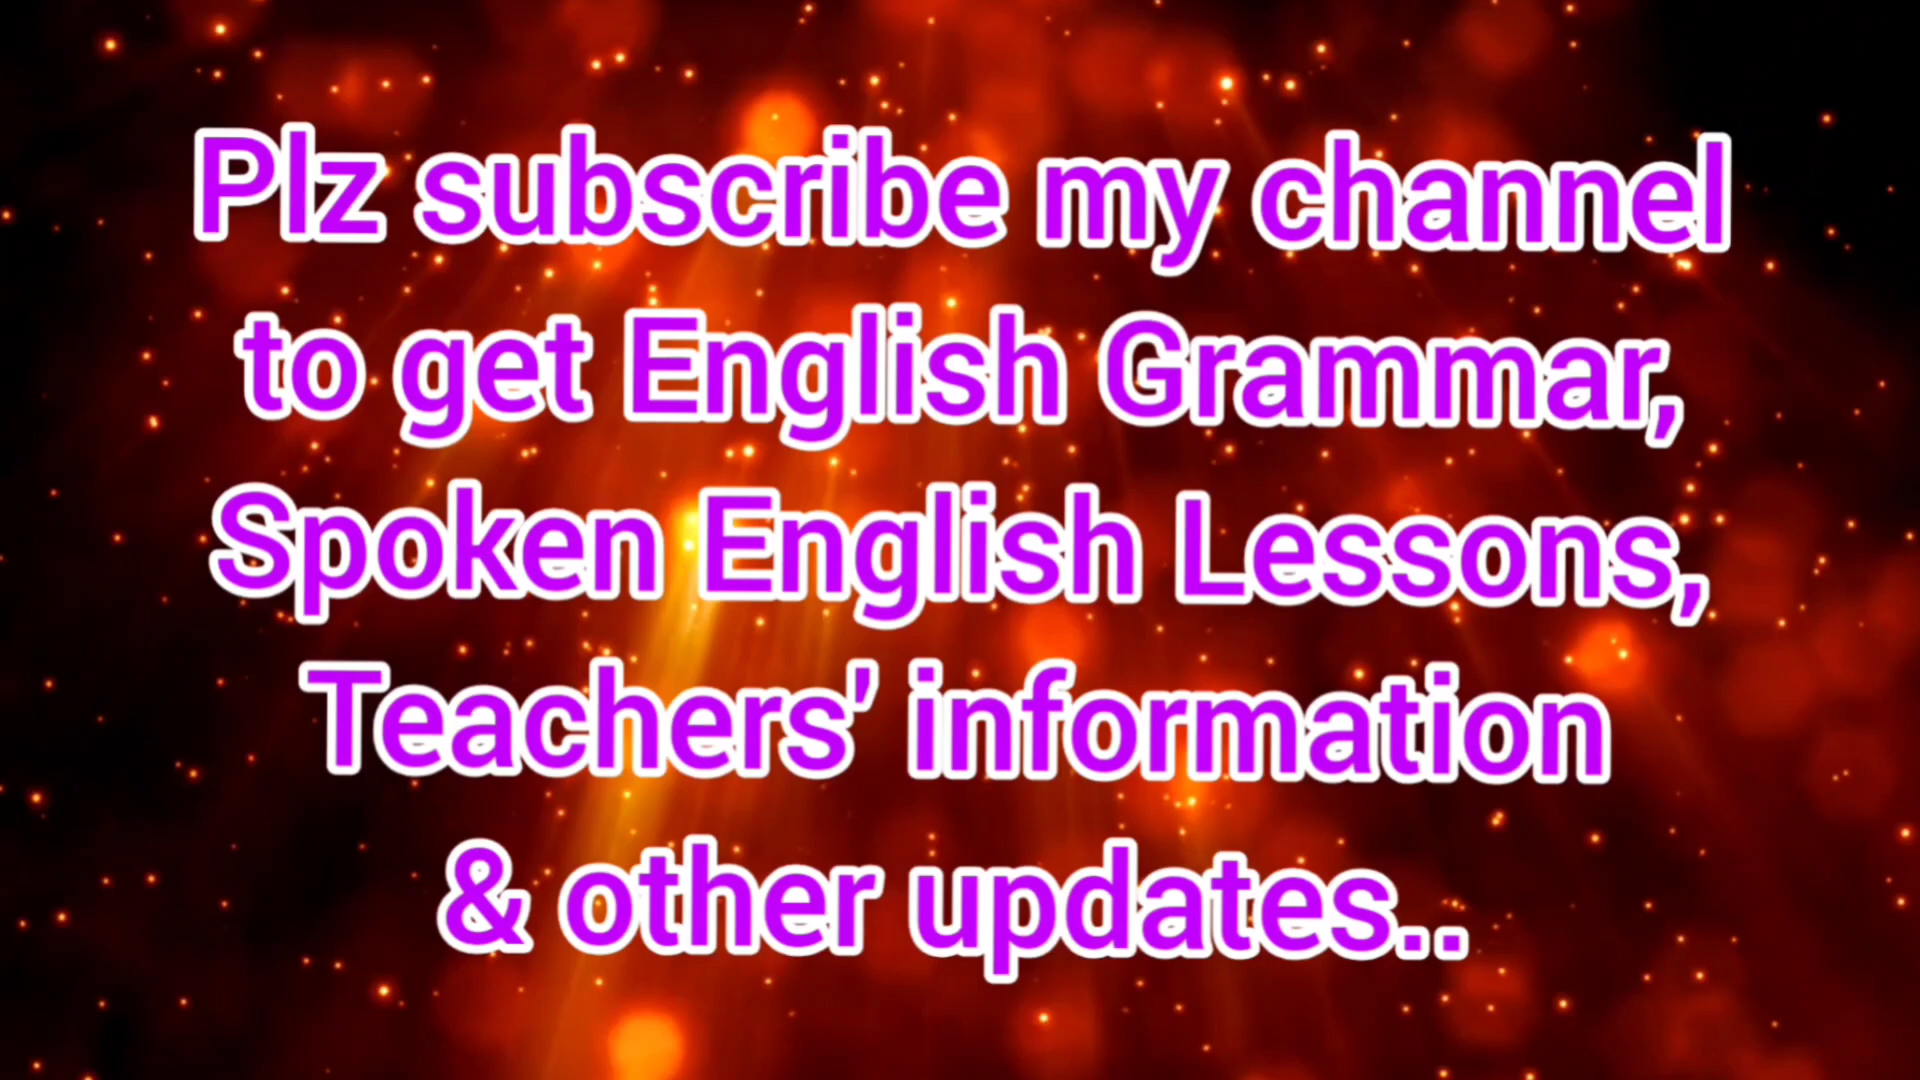 Plz subscribe my channel
to get English Grammar,
Spoken English Lessons,
Teachers' information
& other updates..